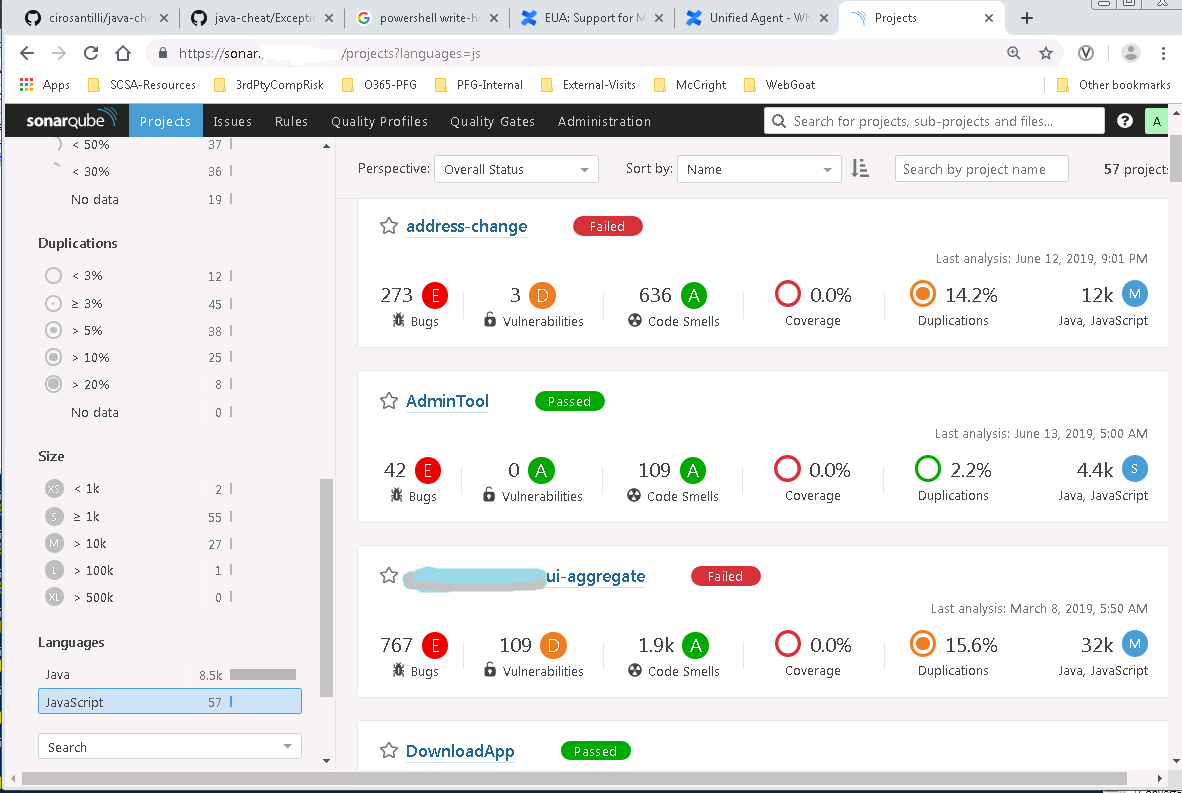 cirosantilli/java-che
java-cheat/Exceptic
powershell write-h
EUA: Support for M
Unified Agent - Wh
Projects
https://sonar.
/projects?languages=js
Apps
SCSA-Resources
3rdPtyCompRisk
O365-PFG
PFG-Internal
External-Visits
McCright
WebGoat
Other bookmarks
sonarqube
Projects
Issues
Rules
Quality Profiles
Quality Gates
Administration
Search for projects, sub-projects and files...
A
< 50% 37
< 30% 36
No data 19
Duplications
< 3% 12
≥ 3% 45
> 5% 38
> 10% 25
> 20% 8
No data 0
Size
XS < 1k 2
S ≥ 1k 55
M > 10k 27
L > 100k 1
XL > 500k 0
Languages
Java 8.5k
JavaScript 57
Search
Perspective: Overall Status
Sort by: Name
Search by project name
57 project
address-change Failed
Last analysis: June 12, 2019, 9:01 PM
273 E 3 D 636 A 0.0% 14.2% 12k M
Bugs Vulnerabilities Code Smells Coverage Duplications Java, JavaScript
AdminTool Passed
Last analysis: June 13, 2019, 5:00 AM
42 E 0 A 109 A 0.0% 2.2% 4.4k S
Bugs Vulnerabilities Code Smells Coverage Duplications Java, JavaScript
ui-aggregate Failed
Last analysis: March 8, 2019, 5:50 AM
767 E 109 D 1.9k A 0.0% 15.6% 32k M
Bugs Vulnerabilities Code Smells Coverage Duplications Java, JavaScript
DownloadApp Passed